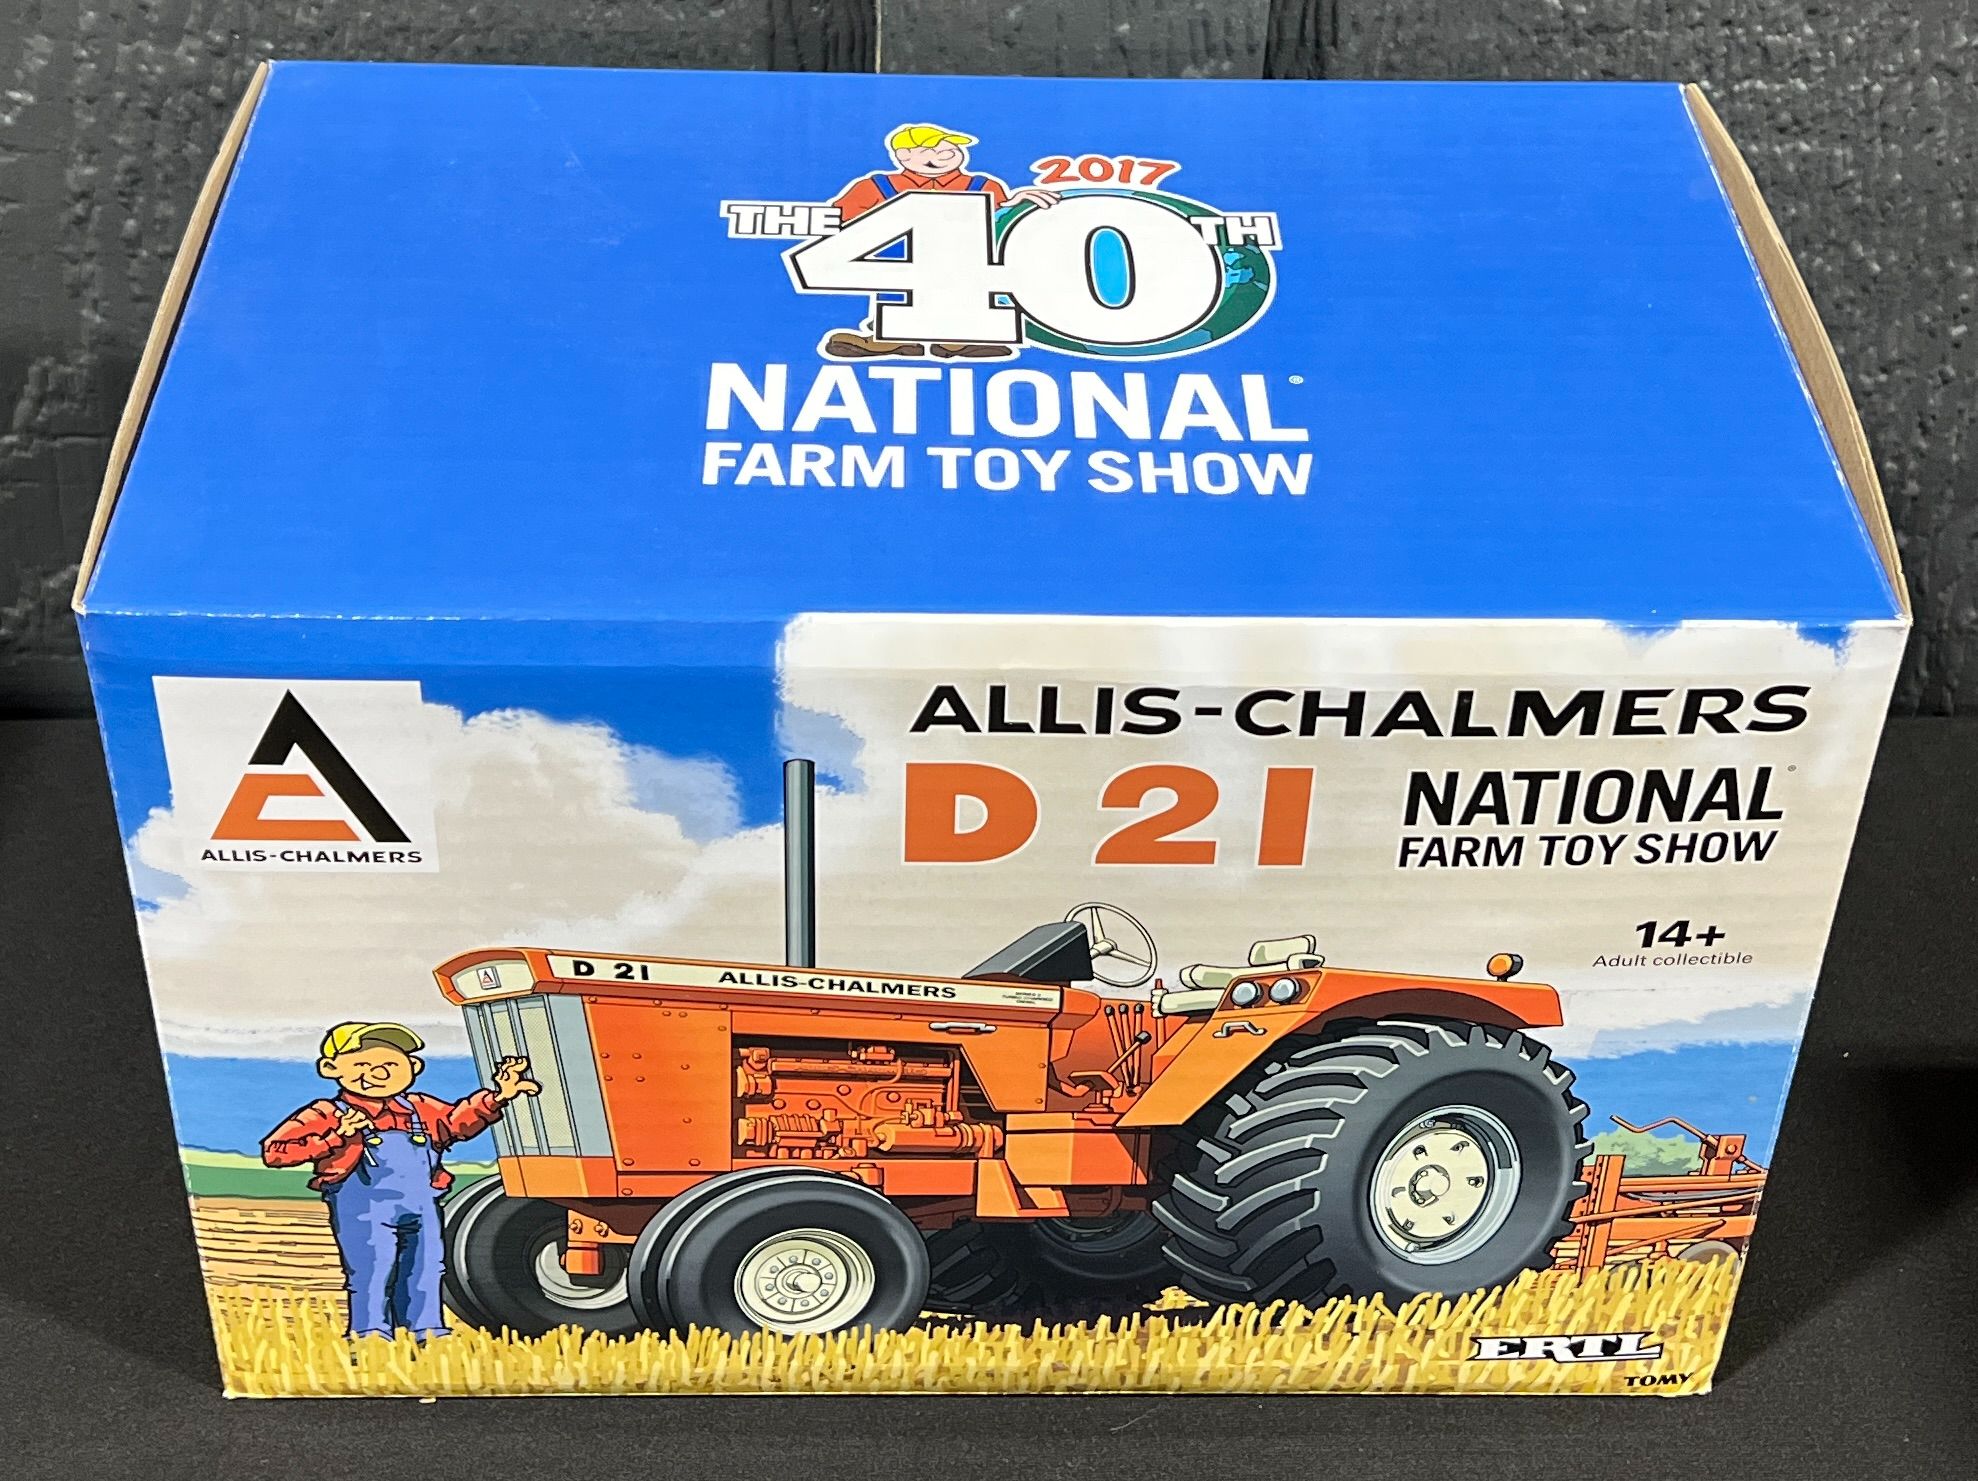 2017
THE 40TH
NATIONAL®
FARM TOY SHOW
ALLIS-CHALMERS
ALLIS-CHALMERS
D 21
NATIONAL®
FARM TOY SHOW
14+
Adult collectible
D 21 ALLIS-CHALMERS
ERTL
TOMY